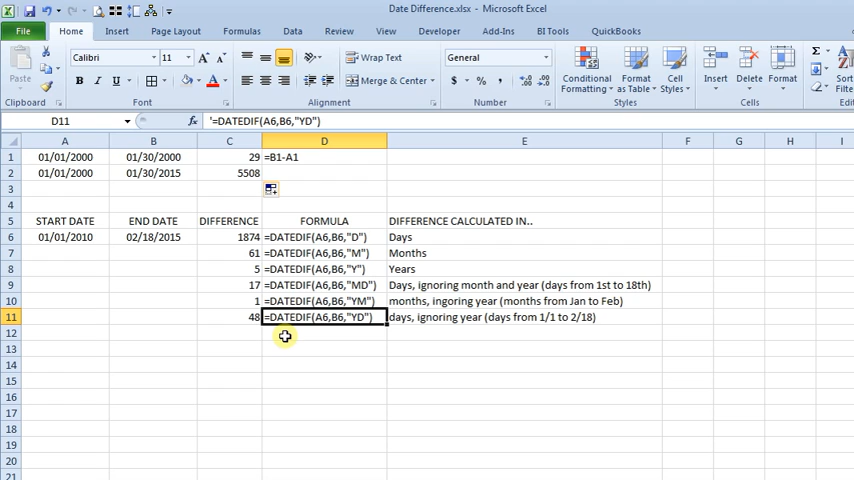 Date Difference.xlsx - Microsoft Excel
File Home Insert Page Layout Formulas Data Review View Developer Add-Ins BI Tools QuickBooks
Calibri 11 A A Wrap Text General
Paste B I U A Merge & Center $ % , .0 .00 Conditional Formatting Format as Table Cell Styles Insert Delete Format
Clipboard Font Alignment Number Styles Cells
D11 fx '=DATEDIF(A6,B6,"YD")
A B C D E F G H I
1 01/01/2000 01/30/2000 29 =B1-A1
2 01/01/2000 01/30/2015 5508
3
4
5 START DATE END DATE DIFFERENCE FORMULA DIFFERENCE CALCULATED IN..
6 01/01/2010 02/18/2015 1874 =DATEDIF(A6,B6,"D") Days
7 61 =DATEDIF(A6,B6,"M") Months
8 5 =DATEDIF(A6,B6,"Y") Years
9 17 =DATEDIF(A6,B6,"MD") Days, ignoring month and year (days from 1st to 18th)
10 1 =DATEDIF(A6,B6,"YM") months, ingoring year (months from Jan to Feb)
11 48 =DATEDIF(A6,B6,"YD") days, ignoring year (days from 1/1 to 2/18)
12
13
14
15
16
17
18
19
20
21